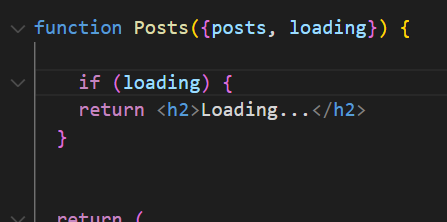 function Posts({posts, loading}) {
if (loading) {
return <h2>Loading...</h2>
}
return (